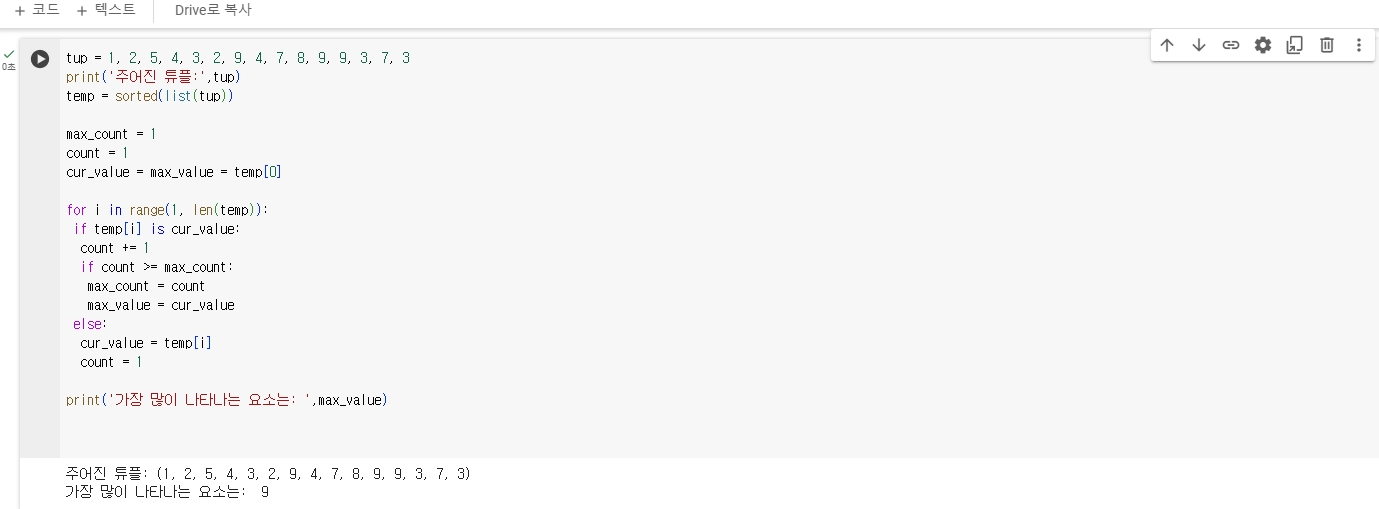 + 코드 + 텍스트 Drive로 복사
0초
tup = 1, 2, 5, 4, 3, 2, 9, 4, 7, 8, 9, 9, 3, 7, 3
print('주어진 튜플:',tup)
temp = sorted(list(tup))
max_count = 1
count = 1
cur_value = max_value = temp[0]
for i in range(1, len(temp)):
 if temp[i] is cur_value:
  count += 1
  if count >= max_count:
   max_count = count
   max_value = cur_value
 else:
  cur_value = temp[i]
  count = 1
print('가장 많이 나타나는 요소는: ',max_value)
주어진 튜플: (1, 2, 5, 4, 3, 2, 9, 4, 7, 8, 9, 9, 3, 7, 3)
가장 많이 나타나는 요소는:  9